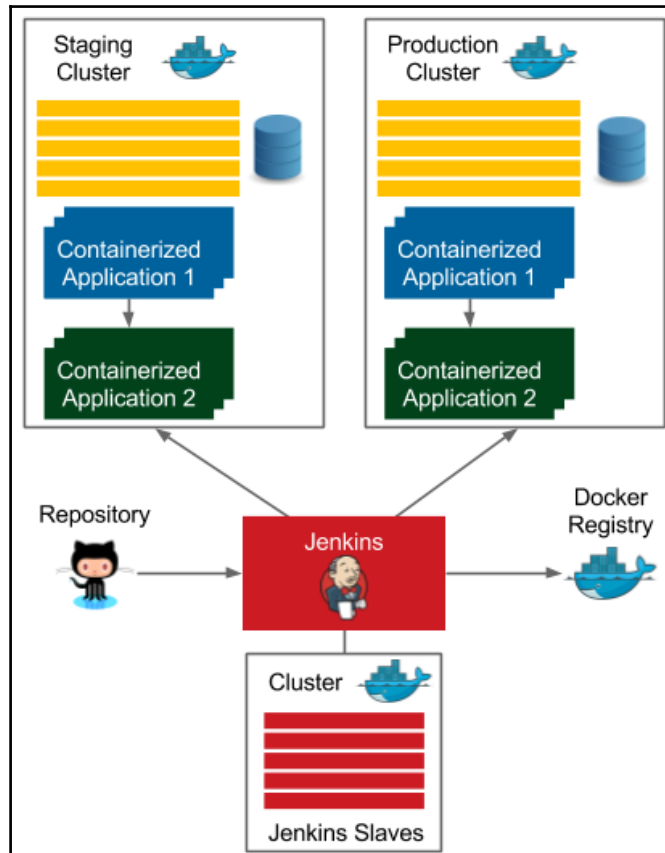 Staging
Cluster
Production
Cluster
Containerized
Application 1
Containerized
Application 1
Containerized
Application 2
Containerized
Application 2
Repository
Jenkins
Docker
Registry
Cluster
Jenkins Slaves